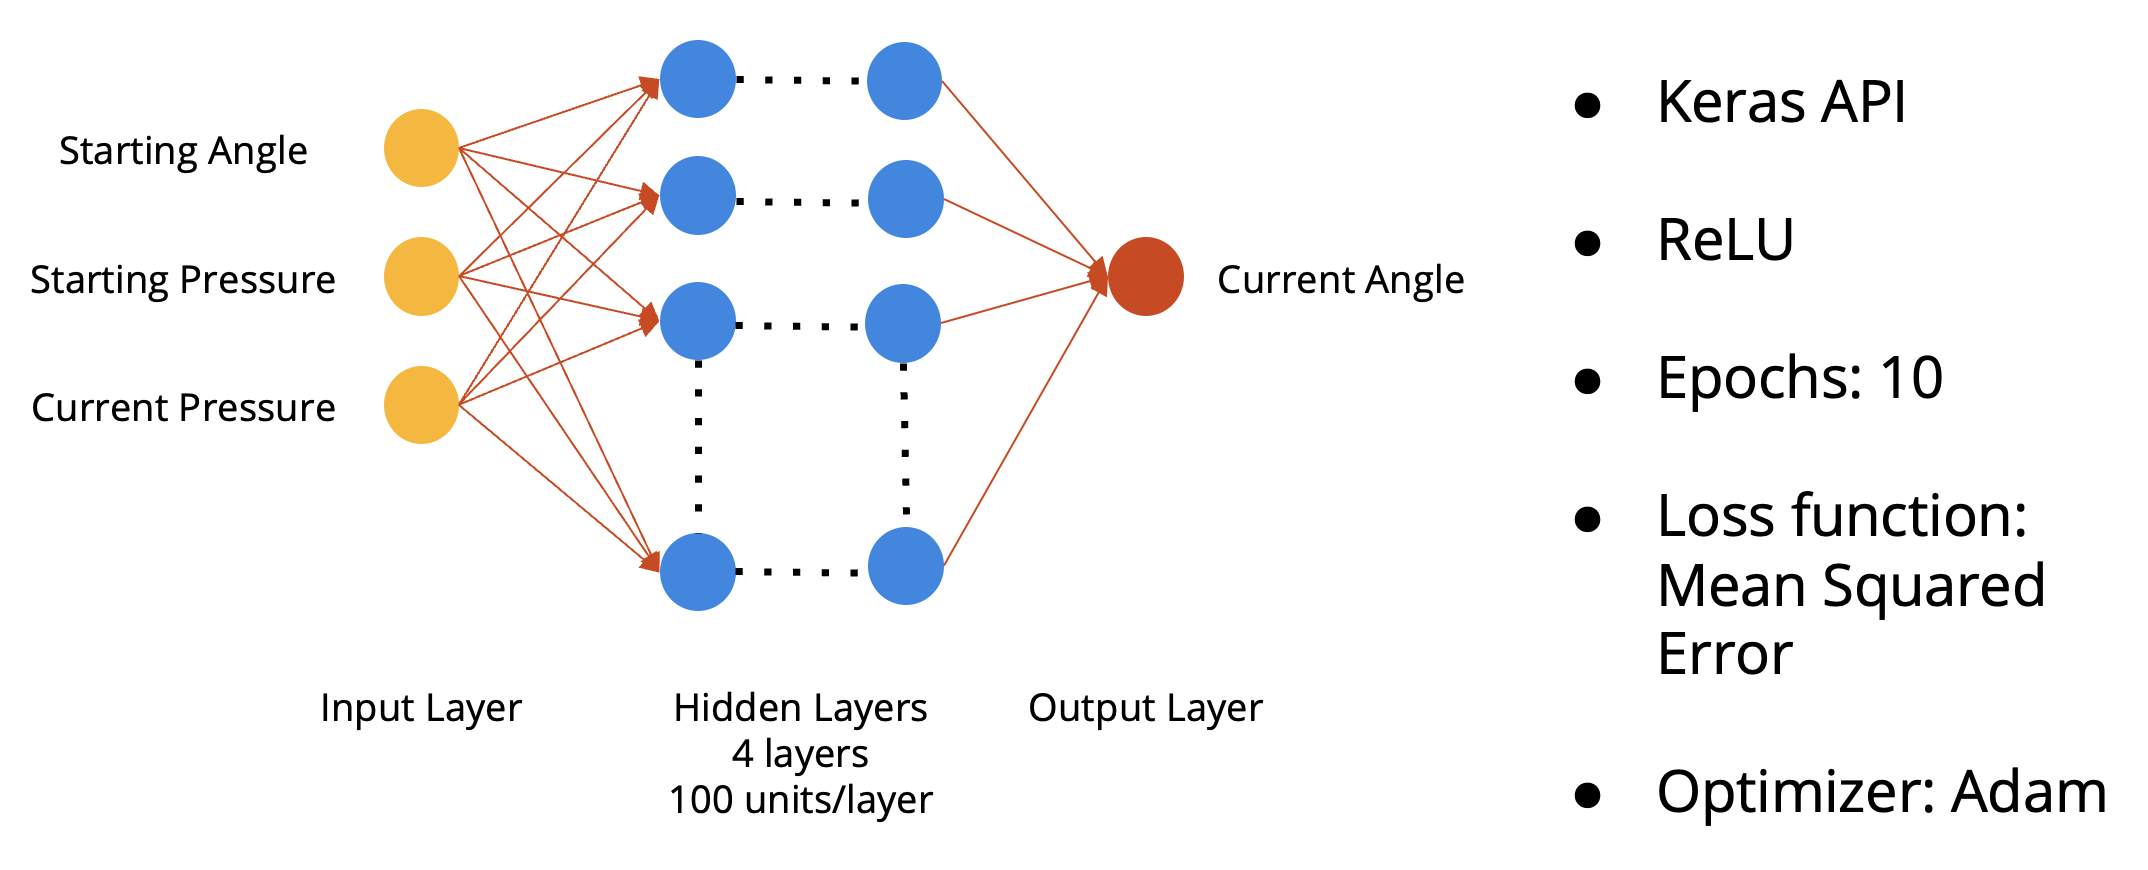 Starting Angle
Starting Pressure
Current Pressure
Current Angle
Input Layer
Hidden Layers
4 layers
100 units/layer
Output Layer
● Keras API
● ReLU
● Epochs: 10
● Loss function:
Mean Squared
Error
● Optimizer: Adam